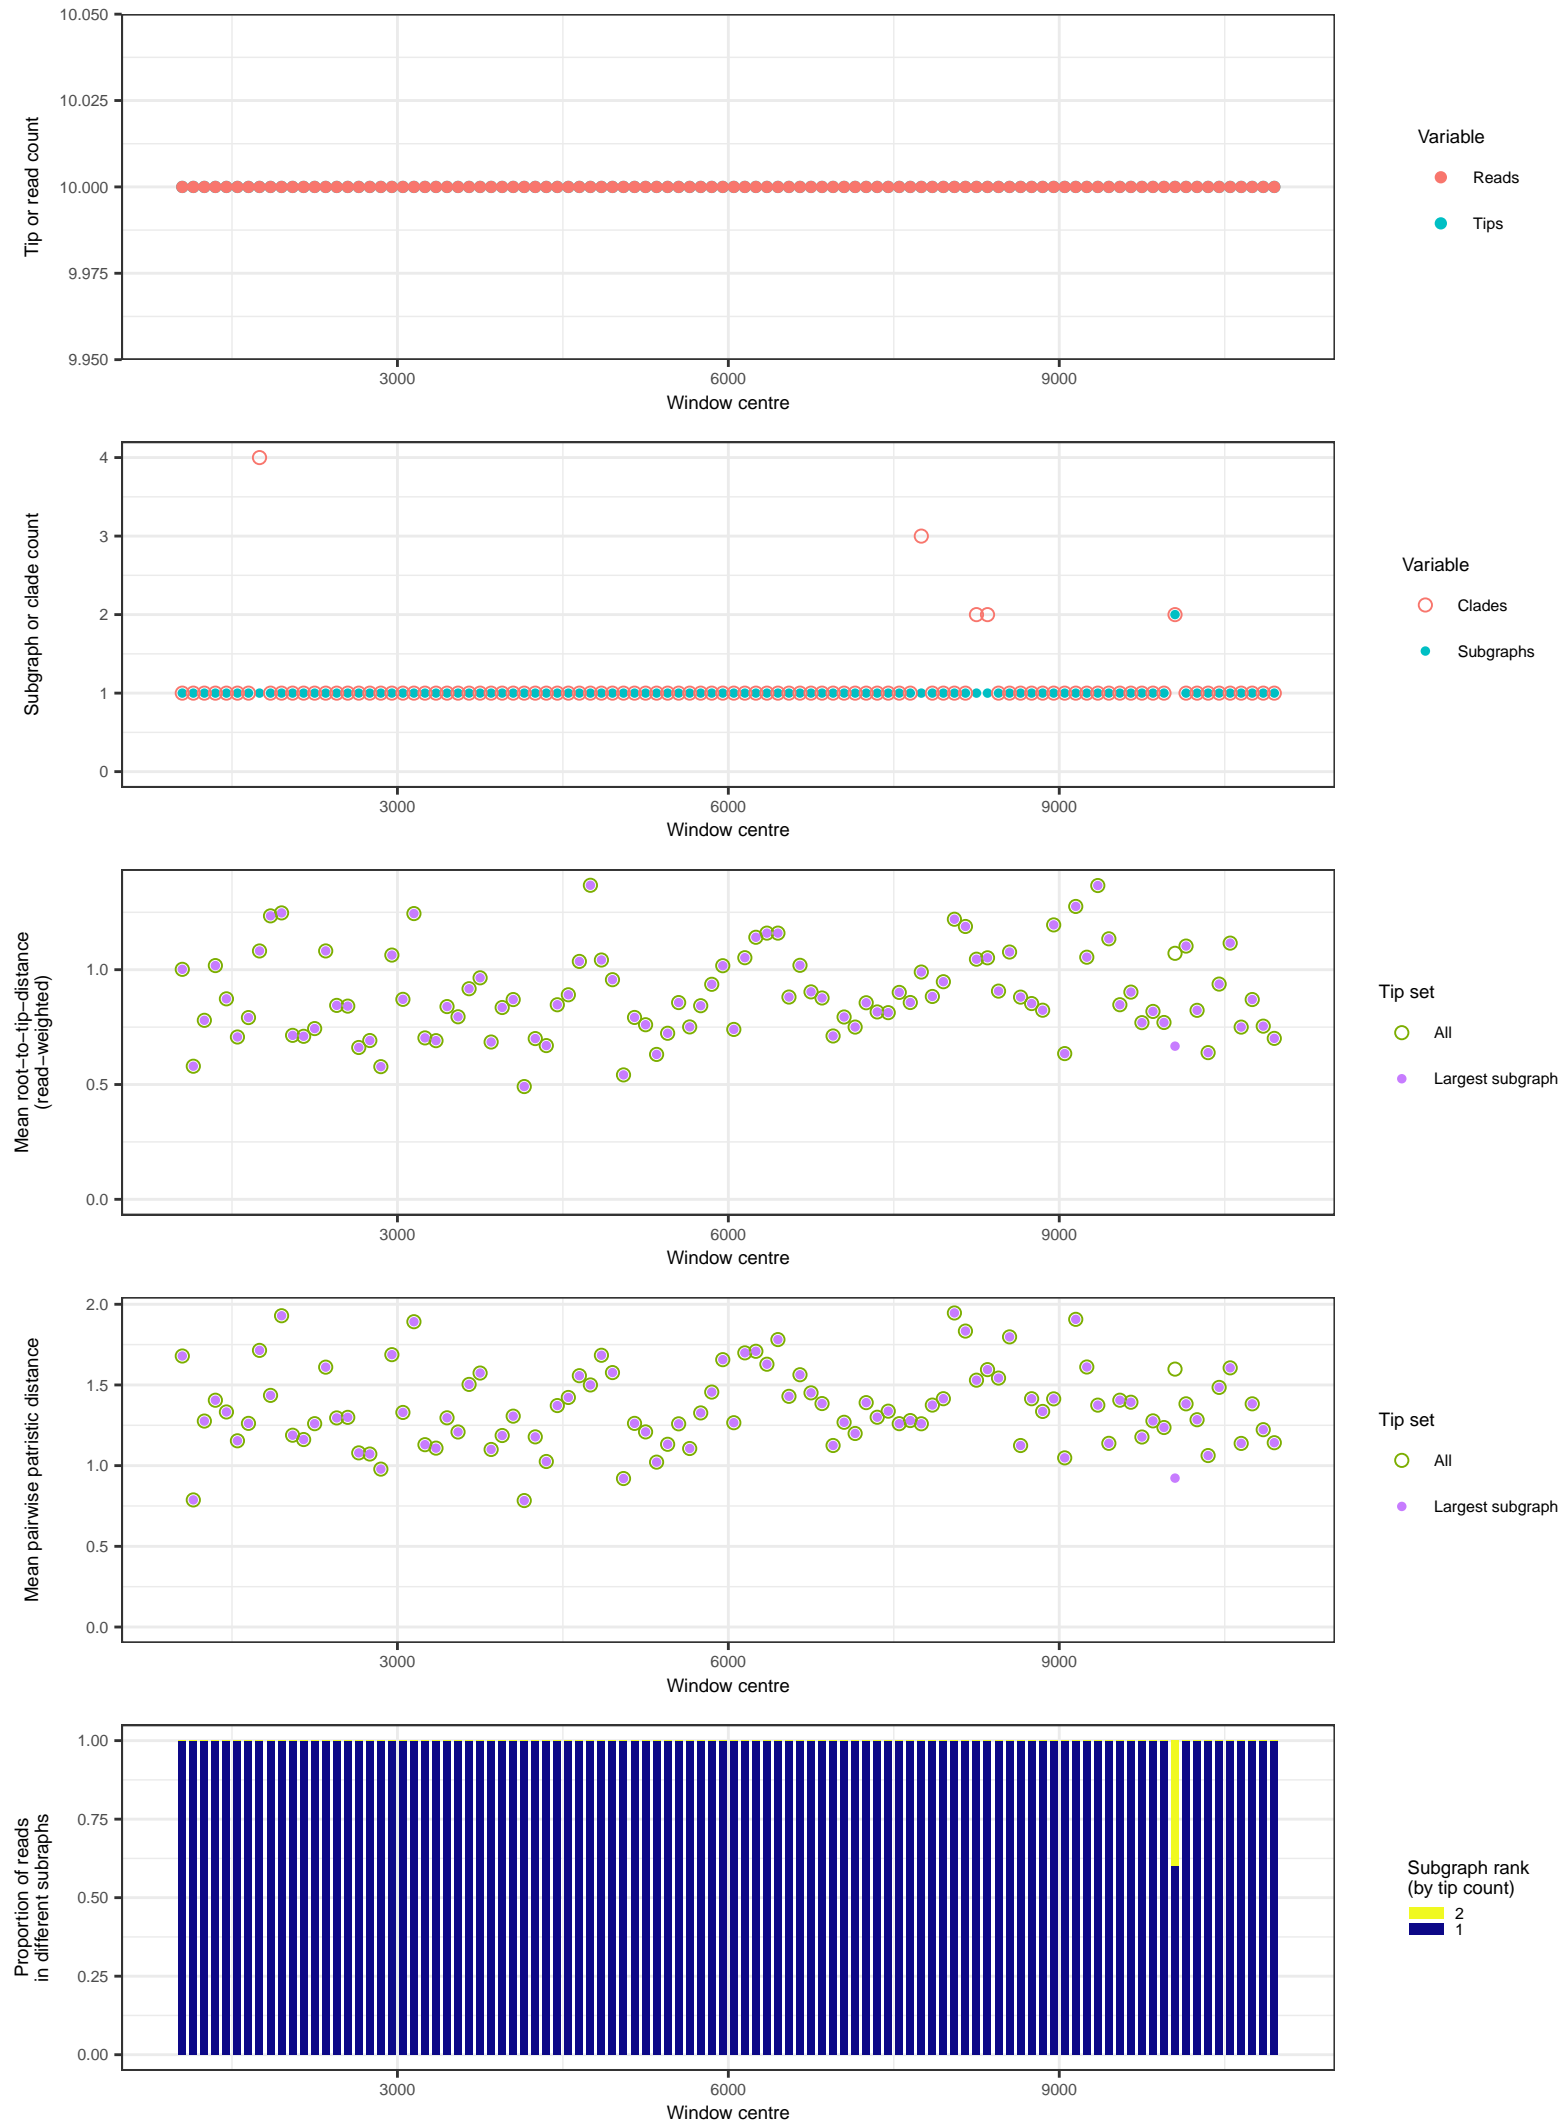 10.050
10.025
10.000
9.975
9.950
Tip or read count
3000 6000 9000
Window centre
Variable
Reads
Tips
4
3
2
1
0
Subgraph or clade count
3000 6000 9000
Window centre
Variable
Clades
Subgraphs
1.0
0.5
0.0
Mean root−to−tip−distance
(read−weighted)
3000 6000 9000
Window centre
Tip set
All
Largest subgraph
2.0
1.5
1.0
0.5
0.0
Mean pairwise patristic distance
3000 6000 9000
Window centre
Tip set
All
Largest subgraph
1.00
0.75
0.50
0.25
0.00
Proportion of reads
in different subraphs
3000 6000 9000
Window centre
Subgraph rank
(by tip count)
2
1